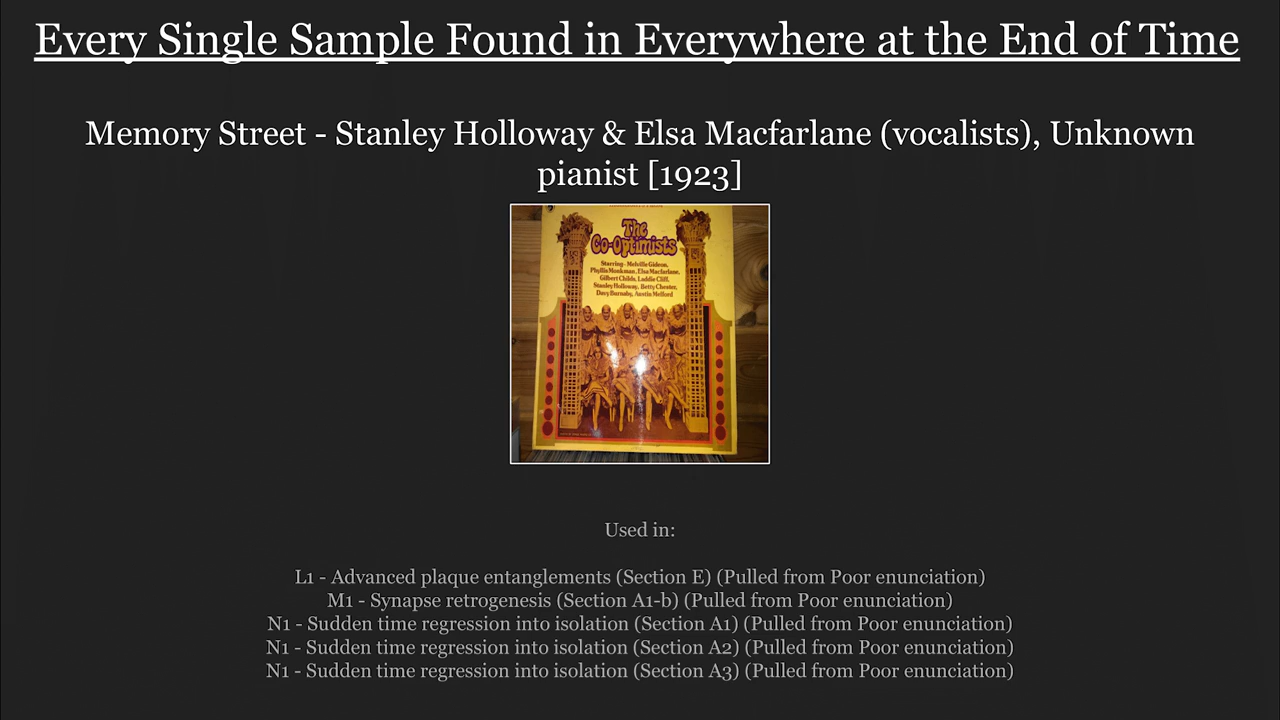 Every Single Sample Found in Everywhere at the End of Time
Memory Street - Stanley Holloway & Elsa Macfarlane (vocalists), Unknown
pianist [1923]
The
Co-Optimists
Starring - Melville Gideon,
Phyllis Monkman, Elsa Macfarlane,
Gilbert Childs, Laddie Cliff,
Stanley Holloway, Betty Chester,
Davy Burnaby, Austin Melford
Used in:
L1 - Advanced plaque entanglements (Section E) (Pulled from Poor enunciation)
M1 - Synapse retrogenesis (Section A1-b) (Pulled from Poor enunciation)
N1 - Sudden time regression into isolation (Section A1) (Pulled from Poor enunciation)
N1 - Sudden time regression into isolation (Section A2) (Pulled from Poor enunciation)
N1 - Sudden time regression into isolation (Section A3) (Pulled from Poor enunciation)